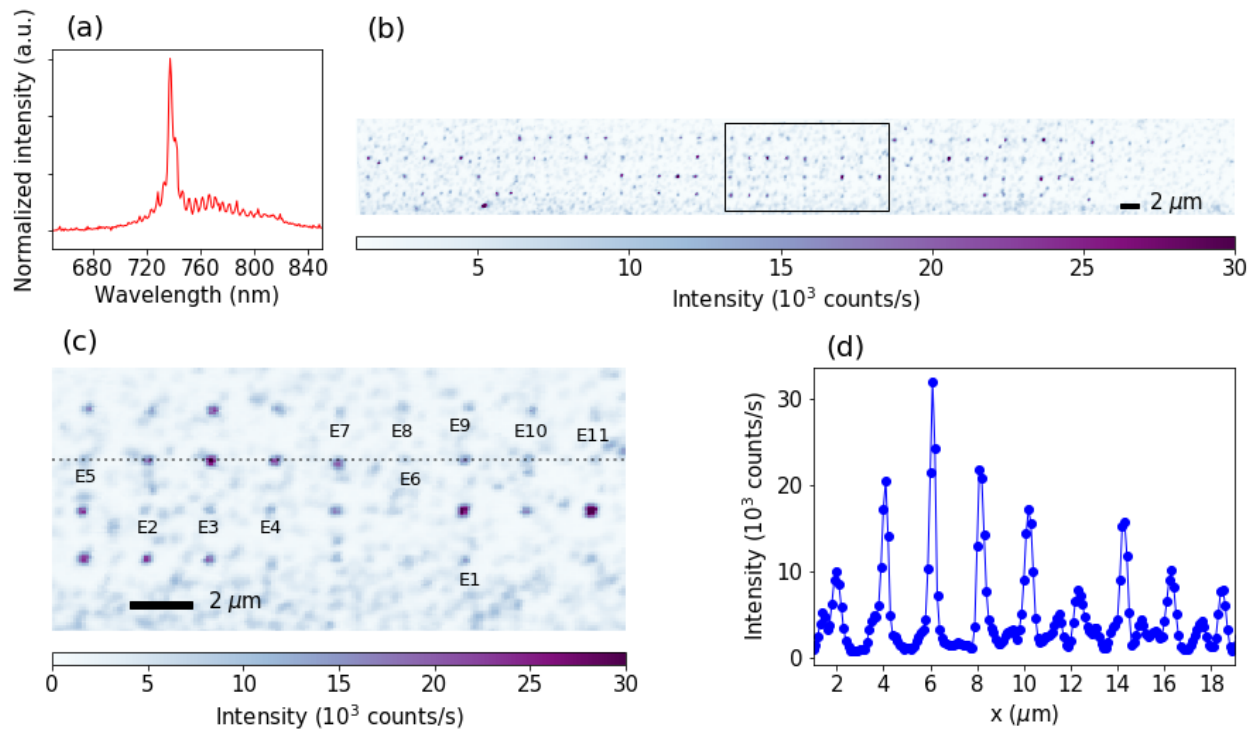 (a)
Normalized intensity (a.u.)
680 720 760 800 840
Wavelength (nm)
(b)
2 μm
5 10 15 20 25 30
Intensity (10³ counts/s)
(c)
E7 E8 E9 E10 E11
E5 E6
E2 E3 E4
E1
2 μm
0 5 10 15 20 25 30
Intensity (10³ counts/s)
(d)
Intensity (10³ counts/s)
30
20
10
0
2 4 6 8 10 12 14 16 18
x (μm)